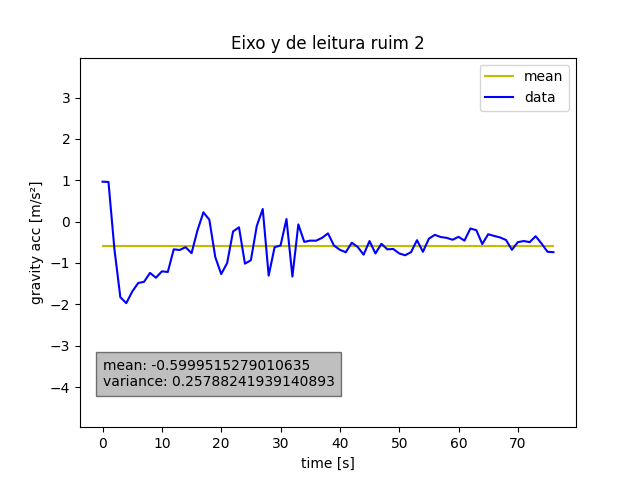 Eixo y de leitura ruim 2
mean
data
gravity acc [m/s²]
3
2
1
0
−1
−2
−3
−4
mean: -0.5999515279010635
variance: 0.25788241939140893
0 10 20 30 40 50 60 70
time [s]